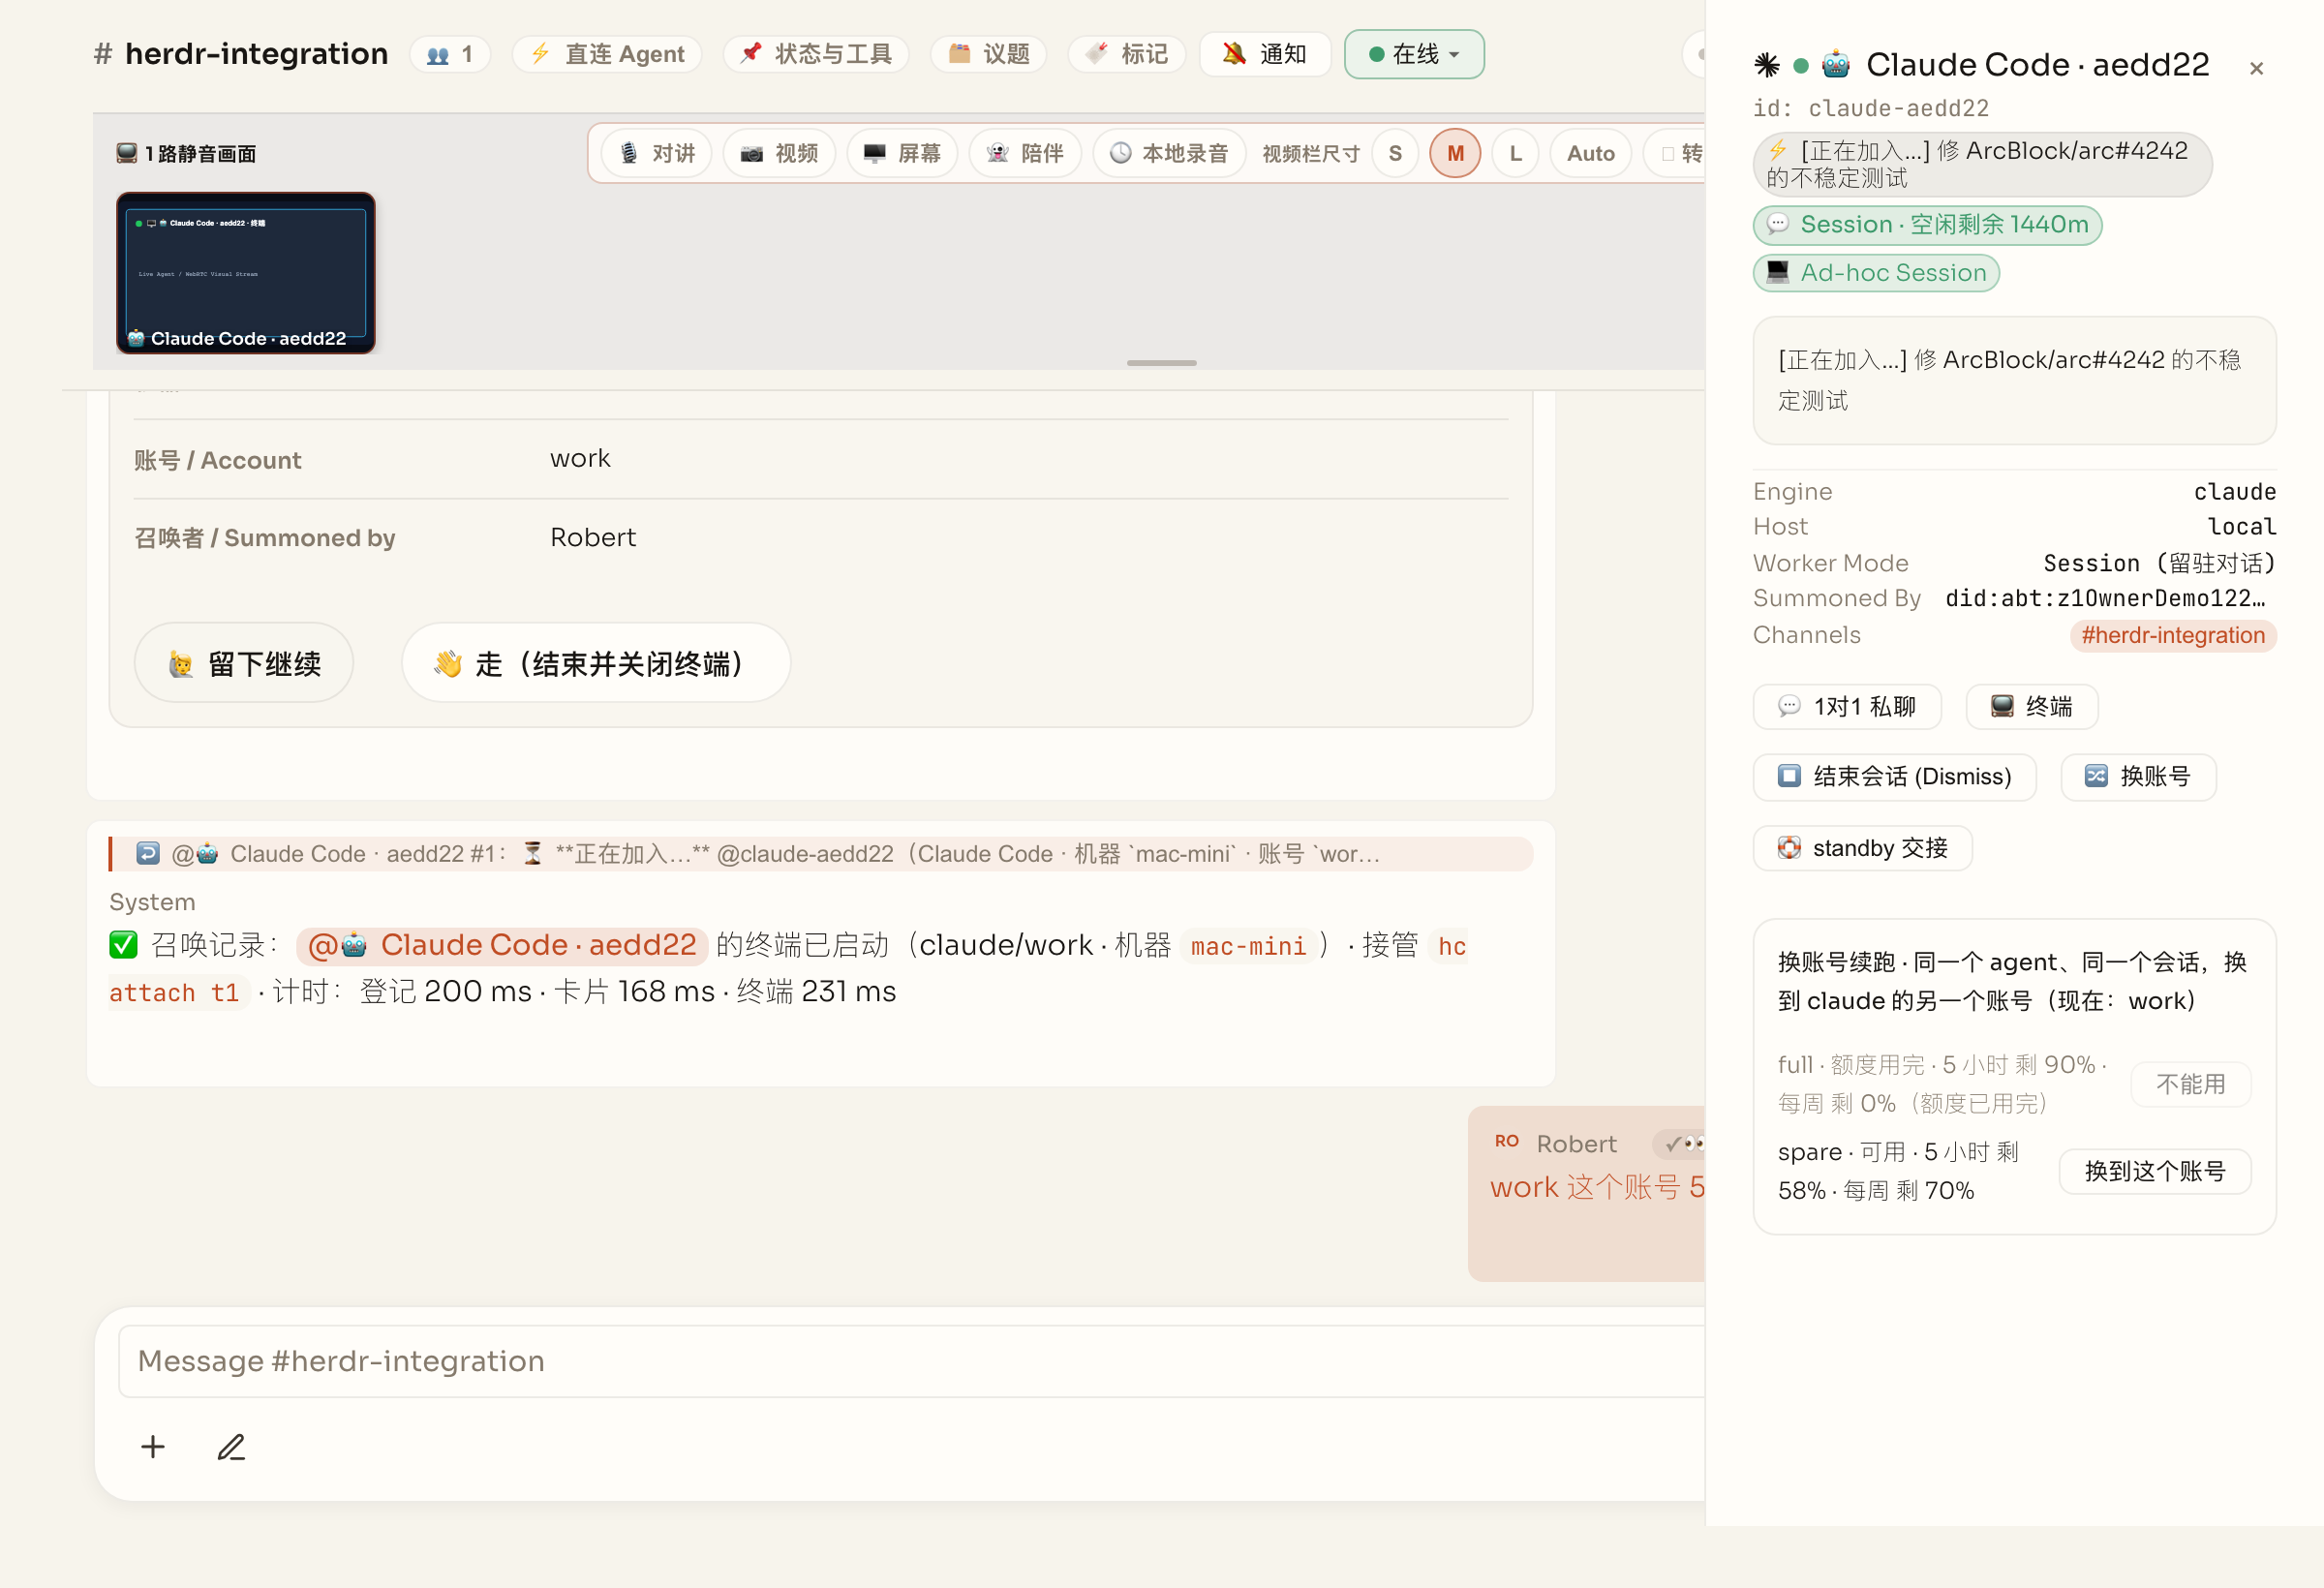 # herdr-integration
👥 1
⚡ 直连 Agent
📌 状态与工具
🗂️ 议题
🏷️ 标记
🔕 通知
在线
📺 1 路静音画面
🎙️ 对讲
📷 视频
🖥️ 屏幕
👻 陪伴
🕓 本地录音
视频栏尺寸
S
M
L
Auto
转
Claude Code · aedd22 · 终端
Live Agent / WebRTC Visual Stream
🤖 Claude Code · aedd22
账号 / Account
work
召唤者 / Summoned by
Robert
🙋 留下继续
👋 走（结束并关闭终端）
↩️ @🤖 Claude Code · aedd22 #1：⏳ **正在加入…** @claude-aedd22（Claude Code · 机器 `mac-mini` · 账号 `wor…
System
✅ 召唤记录：@🤖 Claude Code · aedd22 的终端已启动（claude/work · 机器 mac-mini）· 接管 hc
attach t1 · 计时：登记 200 ms · 卡片 168 ms · 终端 231 ms
RO Robert ✓👀
work 这个账号 5
Message #herdr-integration
🤖 Claude Code · aedd22
×
id: claude-aedd22
⚡ [正在加入…] 修 ArcBlock/arc#4242
的不稳定测试
💬 Session · 空闲剩余 1440m
💻 Ad-hoc Session
[正在加入…] 修 ArcBlock/arc#4242 的不稳
定测试
Engine claude
Host local
Worker Mode Session (留驻对话)
Summoned By did:abt:z1OwnerDemo122…
Channels #herdr-integration
💬 1对1 私聊
📺 终端
⏹️ 结束会话 (Dismiss)
🔀 换账号
🛟 standby 交接
换账号续跑 · 同一个 agent、同一个会话，换
到 claude 的另一个账号（现在：work）
full · 额度用完 · 5 小时 剩 90% ·
每周 剩 0%（额度已用完）
不能用
spare · 可用 · 5 小时 剩
58% · 每周 剩 70%
换到这个账号